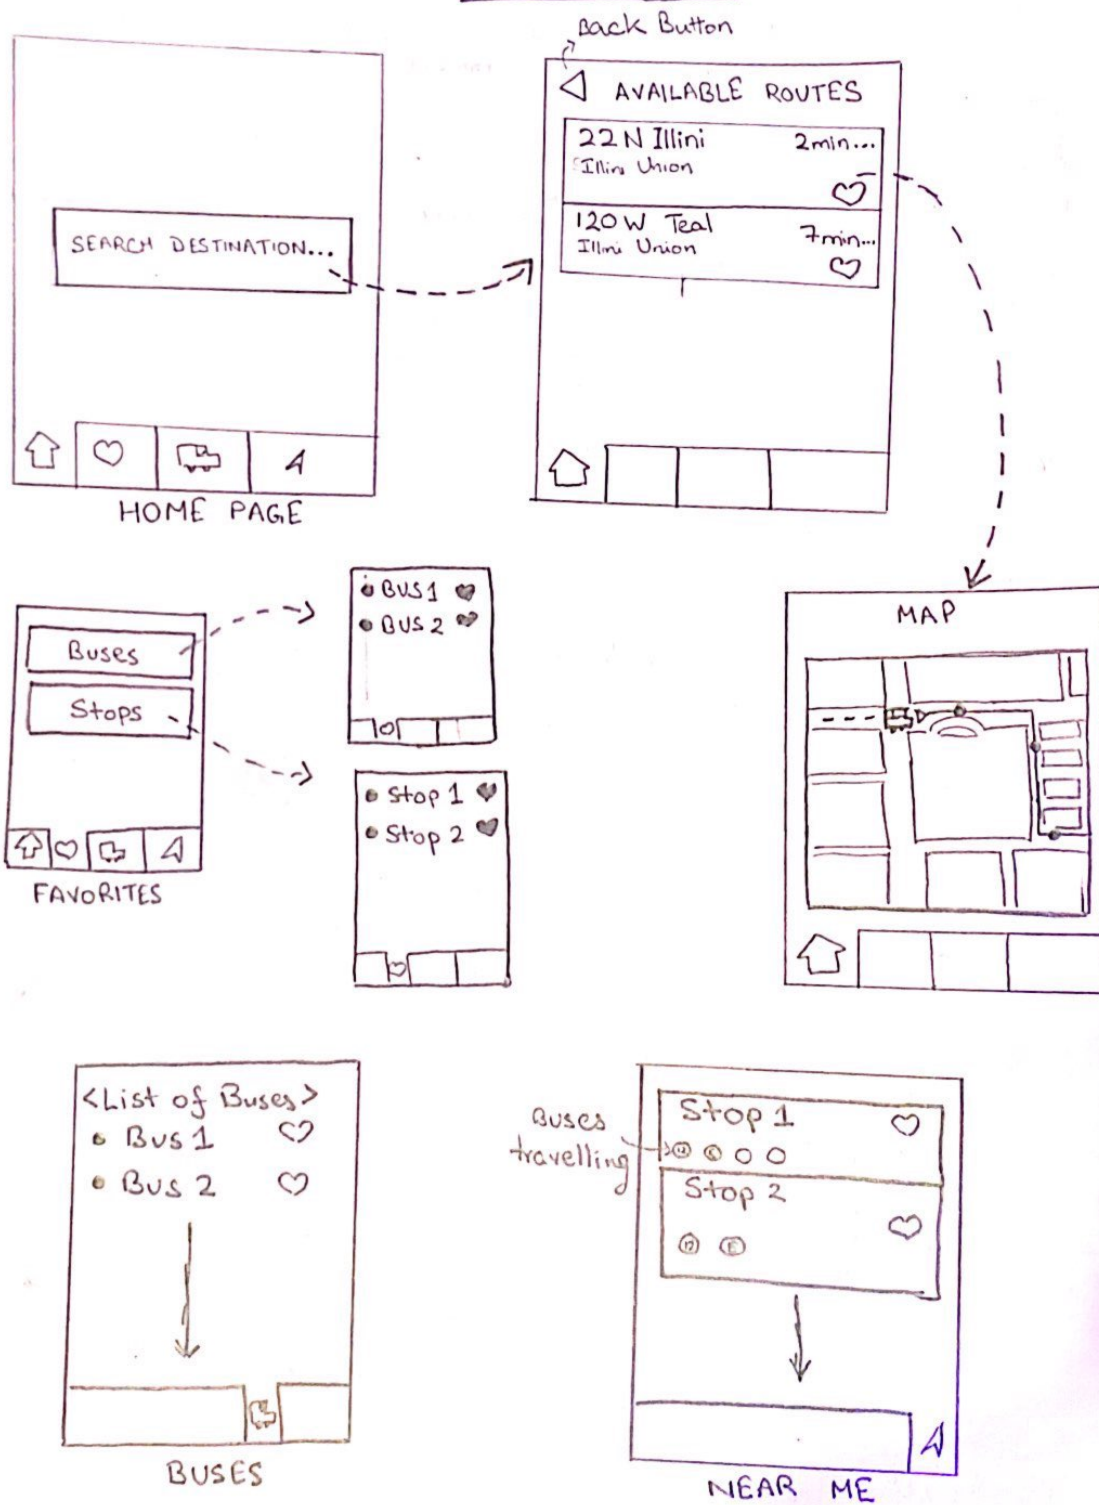 Back Button
AVAILABLE ROUTES
22 N Illini 2min...
Illini Union
120 W Teal 7min...
Illini Union
SEARCH DESTINATION...
HOME PAGE
Buses
Stops
FAVORITES
BUS 1
BUS 2
Stop 1
Stop 2
MAP
<List of Buses>
Bus 1
Bus 2
BUSES
Buses
travelling
Stop 1
Stop 2
NEAR ME